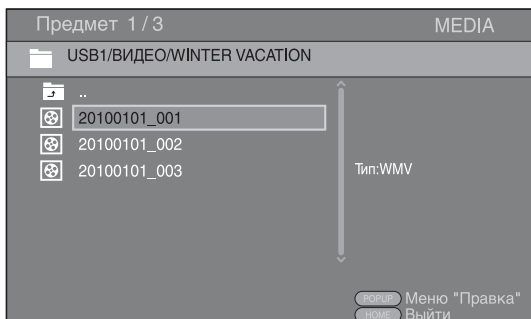 Предмет 1/3 MEDIA
USB1/ВИДЕО/WINTER VACATION
..
20100101_001
20100101_002
20100101_003
Тип:WMV
POPUP Меню "Правка"
HOME Выйти